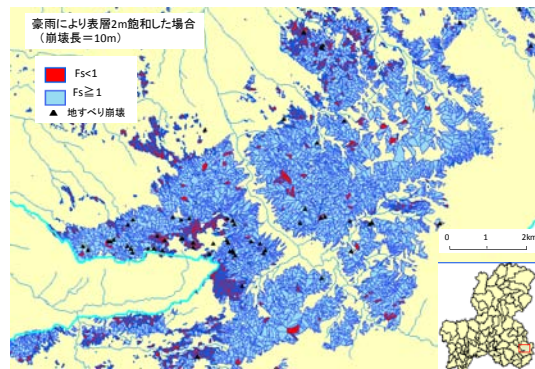 豪雨により表層2m飽和した場合
（崩壊長＝10m）
Fs<1
Fs≧1
▲ 地すべり崩壊
0 1 2km